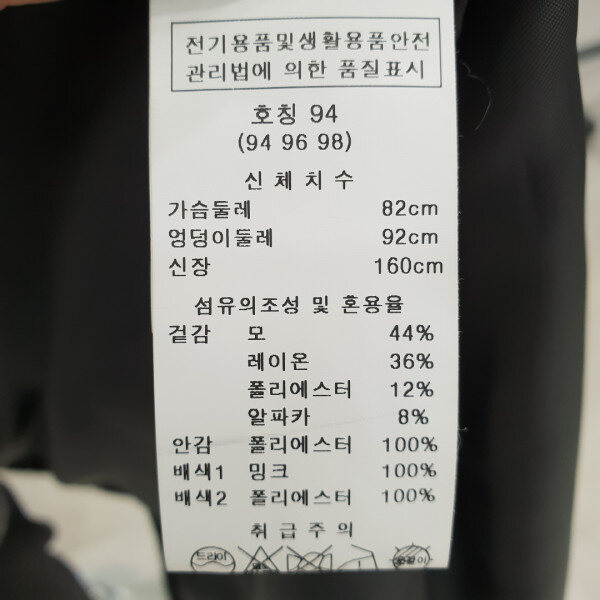 전기용품및생활용품안전
관리법에 의한 품질표시
호칭 94
(94 96 98)
신 체 치 수
가슴둘레 82cm
엉덩이둘레 92cm
신장 160cm
섬유의조성 및 혼용율
겉감 모 44%
레이온 36%
폴리에스터 12%
알파카 8%
안감 폴리에스터 100%
배색1 밍크 100%
배색2 폴리에스터 100%
취 급 주 의
드라이